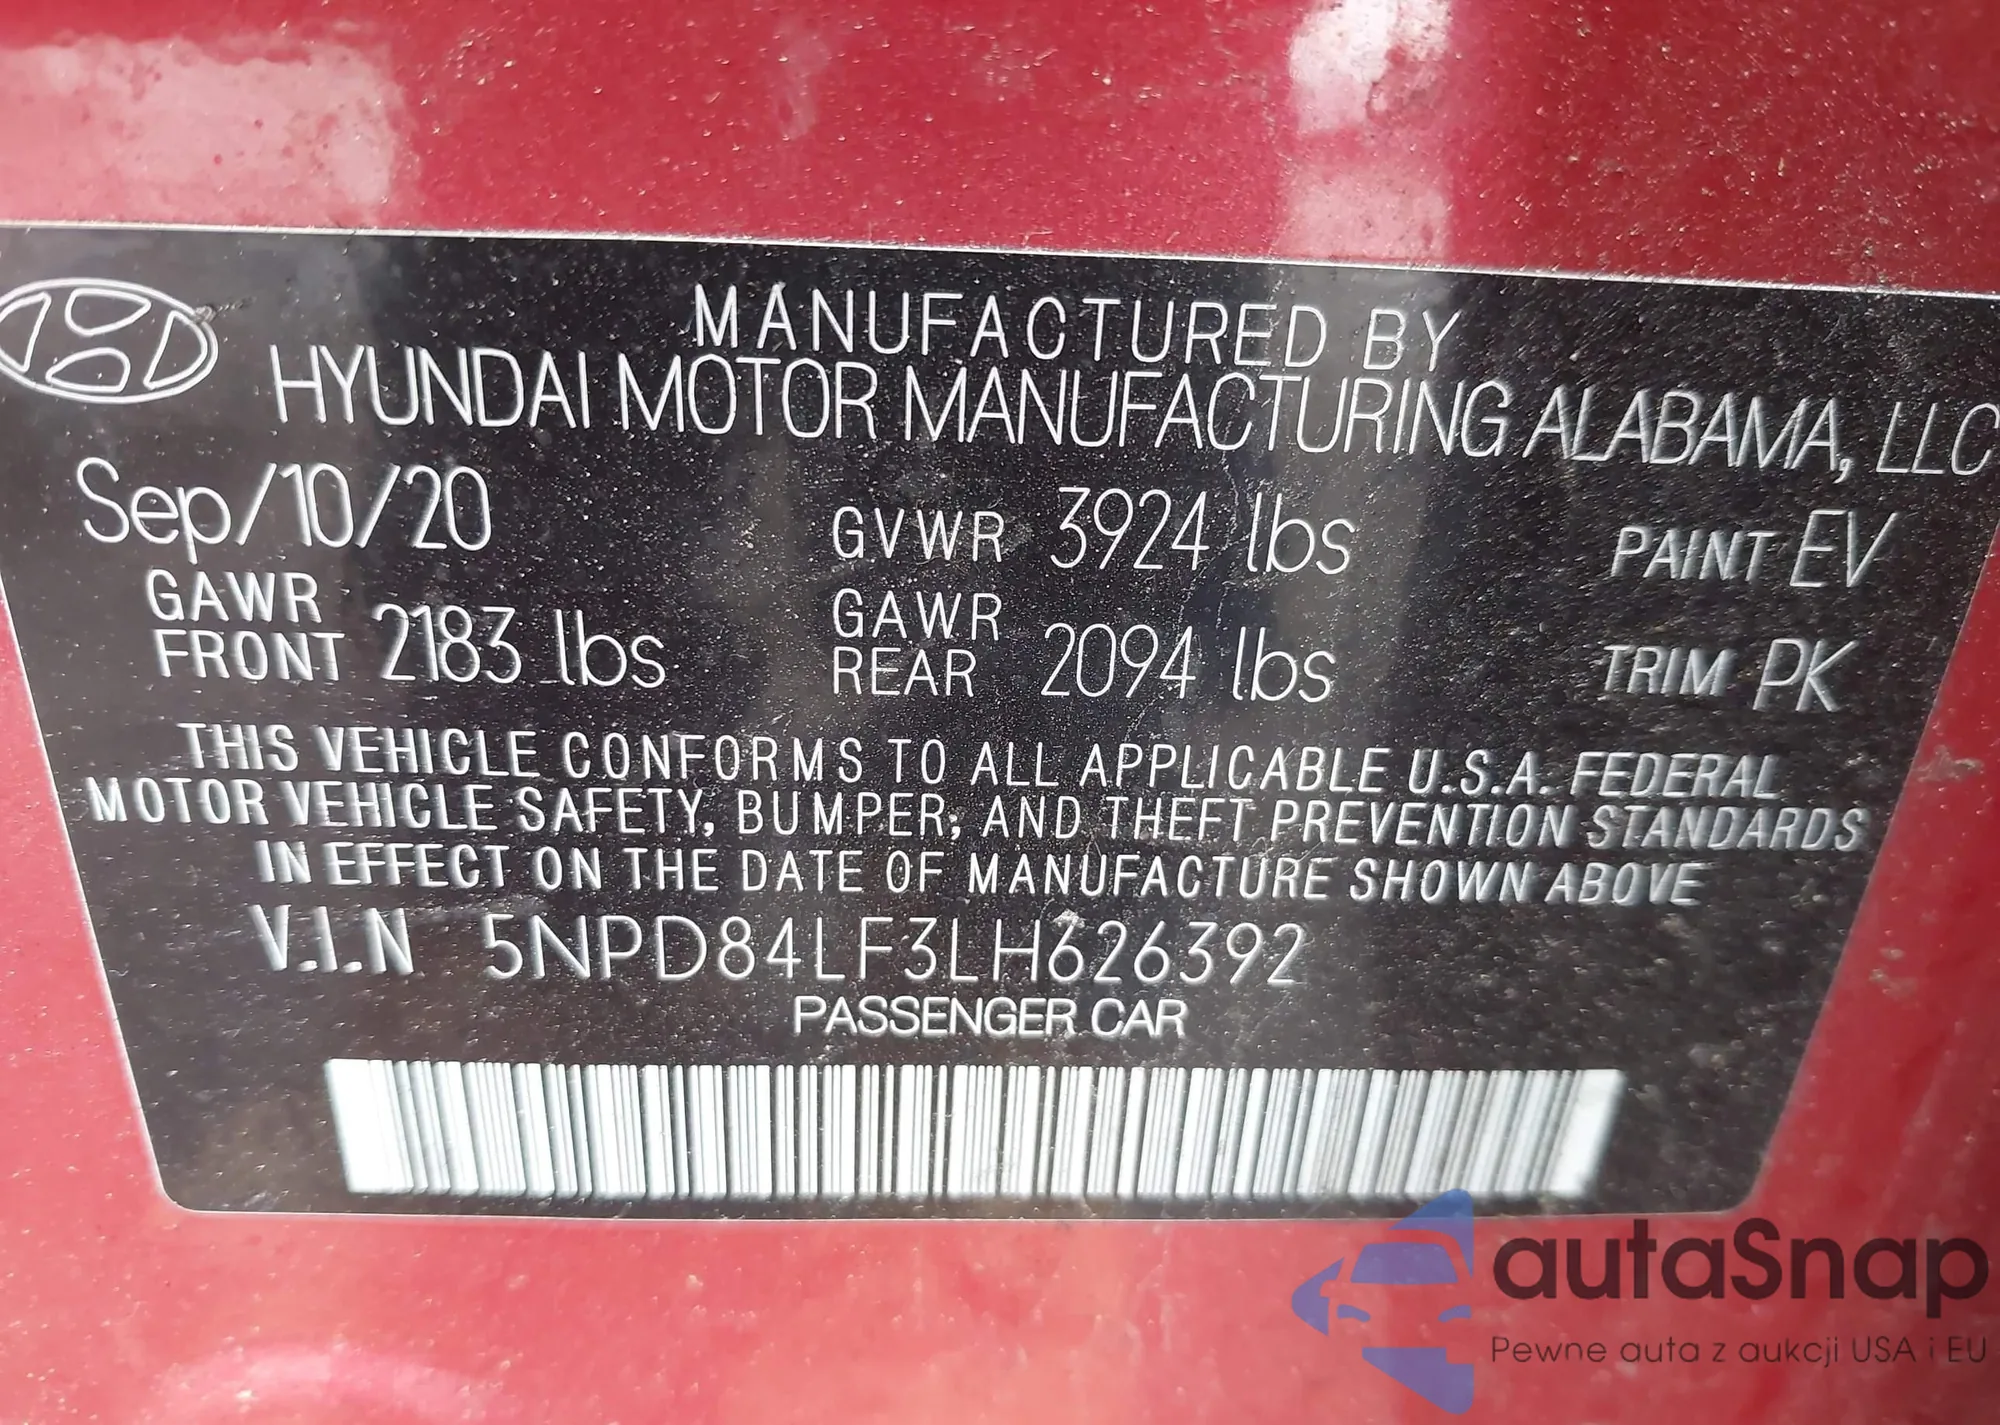 MANUFACTURED BY
HYUNDAI MOTOR MANUFACTURING ALABAMA, LLC
Sep/10/20 GVWR 3924 lbs PAINT EV
GAWR FRONT 2183 lbs GAWR REAR 2094 lbs TRIM PK
THIS VEHICLE CONFORMS TO ALL APPLICABLE U.S.A. FEDERAL
MOTOR VEHICLE SAFETY, BUMPER, AND THEFT PREVENTION STANDARDS
IN EFFECT ON THE DATE OF MANUFACTURE SHOWN ABOVE
V.I.N 5NPD84LF3LH626392
PASSENGER CAR
autaSnap
Pewne auta z aukcji USA i EU